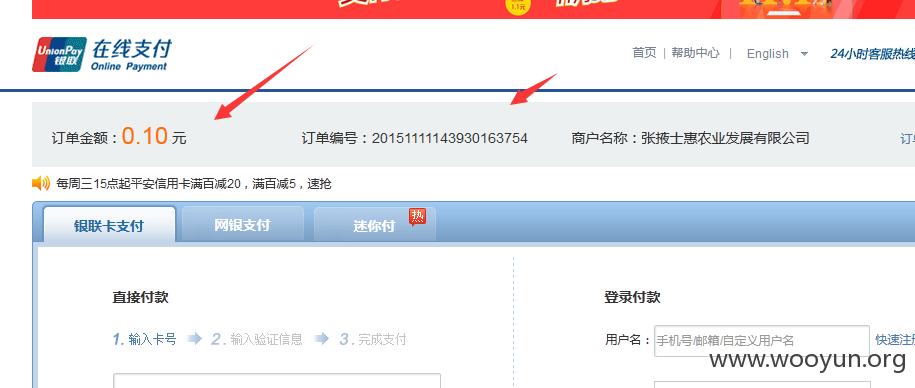 1.1元
UnionPay 银联 在线支付
Online Payment
首页 | 帮助中心 | English
24小时客服热线
订单金额：0.10 元 订单编号：20151111143930163754 商户名称：张掖士惠农业发展有限公司
每周三15点起平安信用卡满百减20，满百减5，速抢
银联卡支付 网银支付 迷你付 热
直接付款 登录付款
1. 输入卡号 2. 输入验证信息 3. 完成支付
用户名： 手机号/邮箱/自定义用户名 快速注册
www.wooyun.org